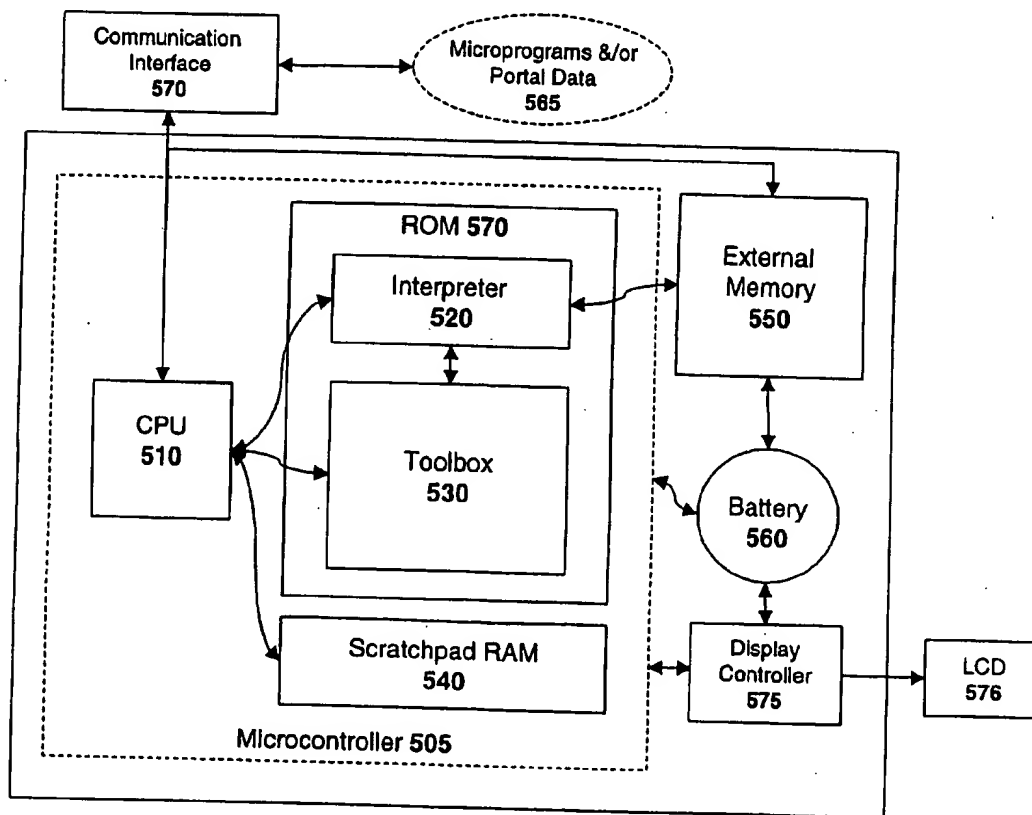 Communication
Interface
570
Microprograms &/or
Portal Data
565
ROM 570
Interpreter
520
External
Memory
550
CPU
510
Toolbox
530
Battery
560
Scratchpad RAM
540
Display
Controller
575
LCD
576
Microcontroller 505